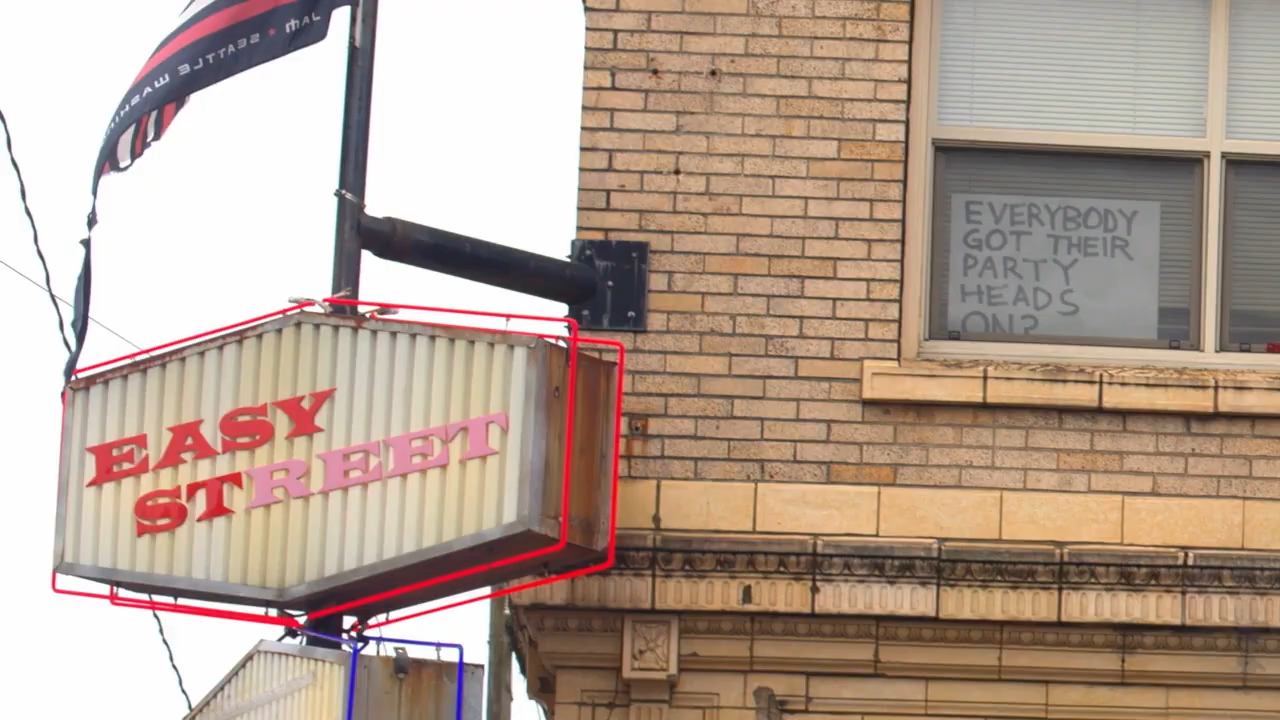 SEATTLE
EASY
STREET
EVERYBODY
GOT THEIR
PARTY
HEADS
ON?